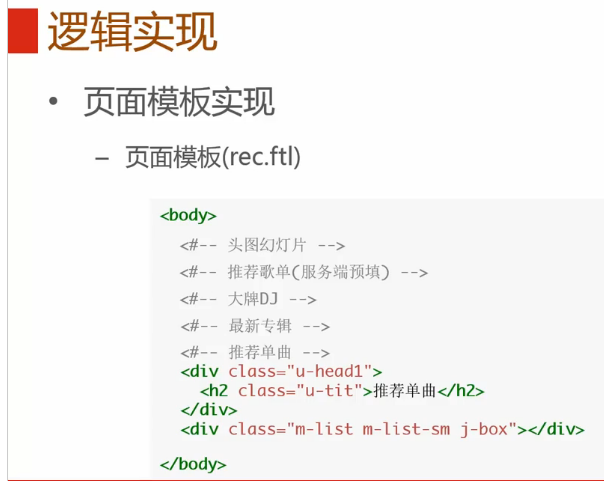 逻辑实现
• 页面模板实现
– 页面模板(rec.ftl)
<body>
<#-- 头图幻灯片 -->
<#-- 推荐歌单(服务端预填) -->
<#-- 大牌DJ -->
<#-- 最新专辑 -->
<#-- 推荐单曲 -->
<div class="u-head1">
<h2 class="u-tit">推荐单曲</h2>
</div>
<div class="m-list m-list-sm j-box"></div>
</body>